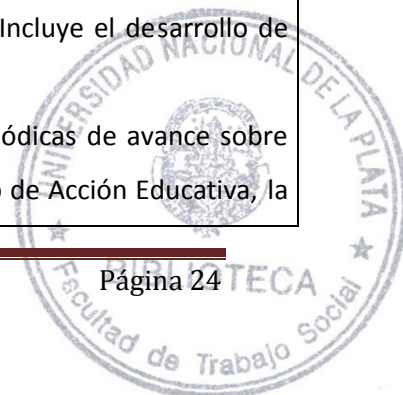 Incluye el desarrollo de
ódicas de avance sobre
o de Acción Educativa, la
Página 24
UNIVERSIDAD NACIONAL DE LA PLATA
BIBLIOTECA
Facultad de Trabajo Social